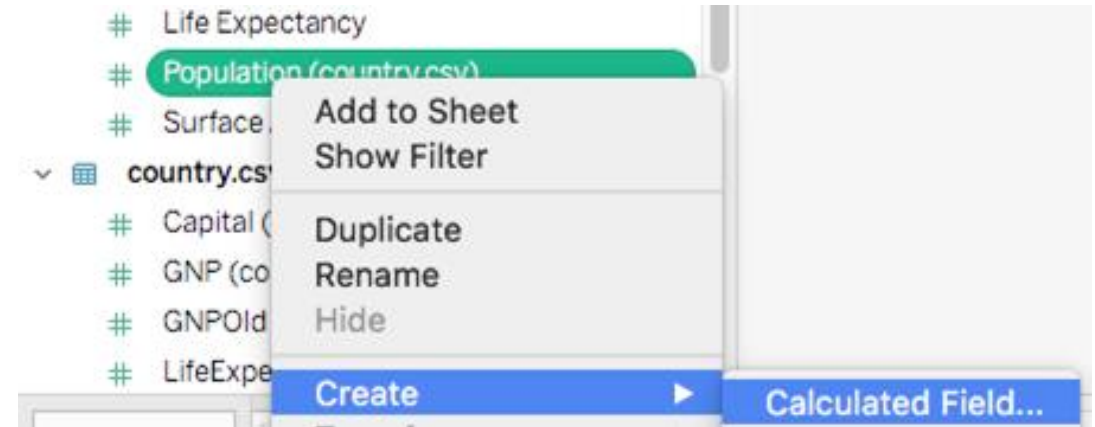 Life Expectancy
Population (country.csv)
Add to Sheet
Surface
Show Filter
country.cs
Capital (
Duplicate
GNP (co
Rename
GNPOld
Hide
LifeExpe
Create
Calculated Field...